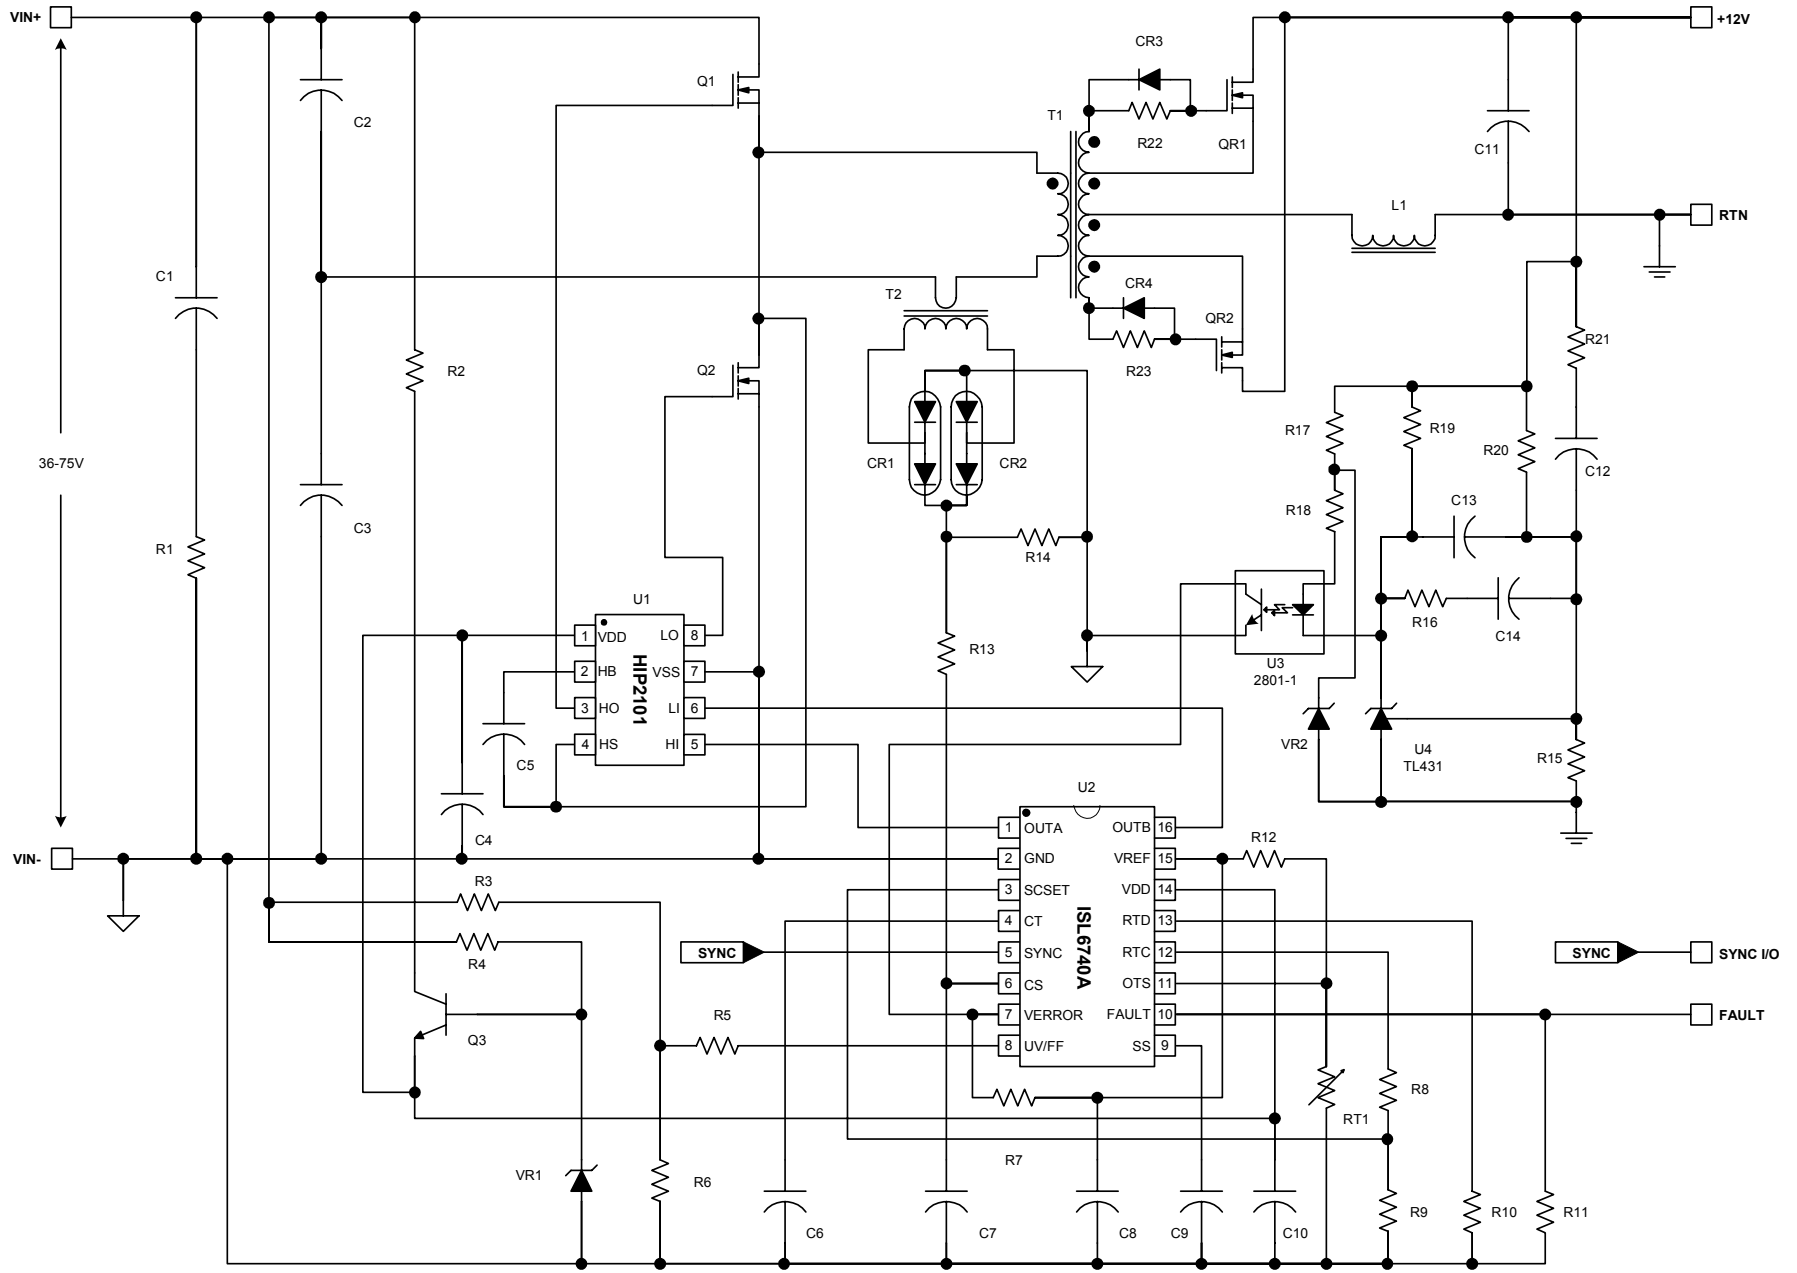 VIN+
+12V
CR3
Q1
C2
T1
R22
QR1
C11
L1
RTN
C1
CR4
T2
QR2
R21
R2
Q2
R23
R17
R19
R20
36-75V
CR1
CR2
C12
C13
R18
C3
R1
R14
U1
C14
R16
1
VDD
LO
8
R13
U3
2801-1
2
HB
VSS
7
HIP2101
3
HO
LI
6
4
HS
HI
5
VR2
U4
TL431
R15
C5
U2
C4
1
OUTA
OUTB
16
R12
VIN-
2
GND
VREF
15
R3
3
SCSET
VDD
14
ISL6740A
4
CT
RTD
13
R4
SYNC
5
SYNC
RTC
12
SYNC
SYNC I/O
6
CS
OTS
11
R5
7
VERROR
FAULT
10
FAULT
Q3
8
UV/FF
SS
9
R8
RT1
R7
VR1
R6
C6
C7
C8
C9
C10
R9
R10
R11